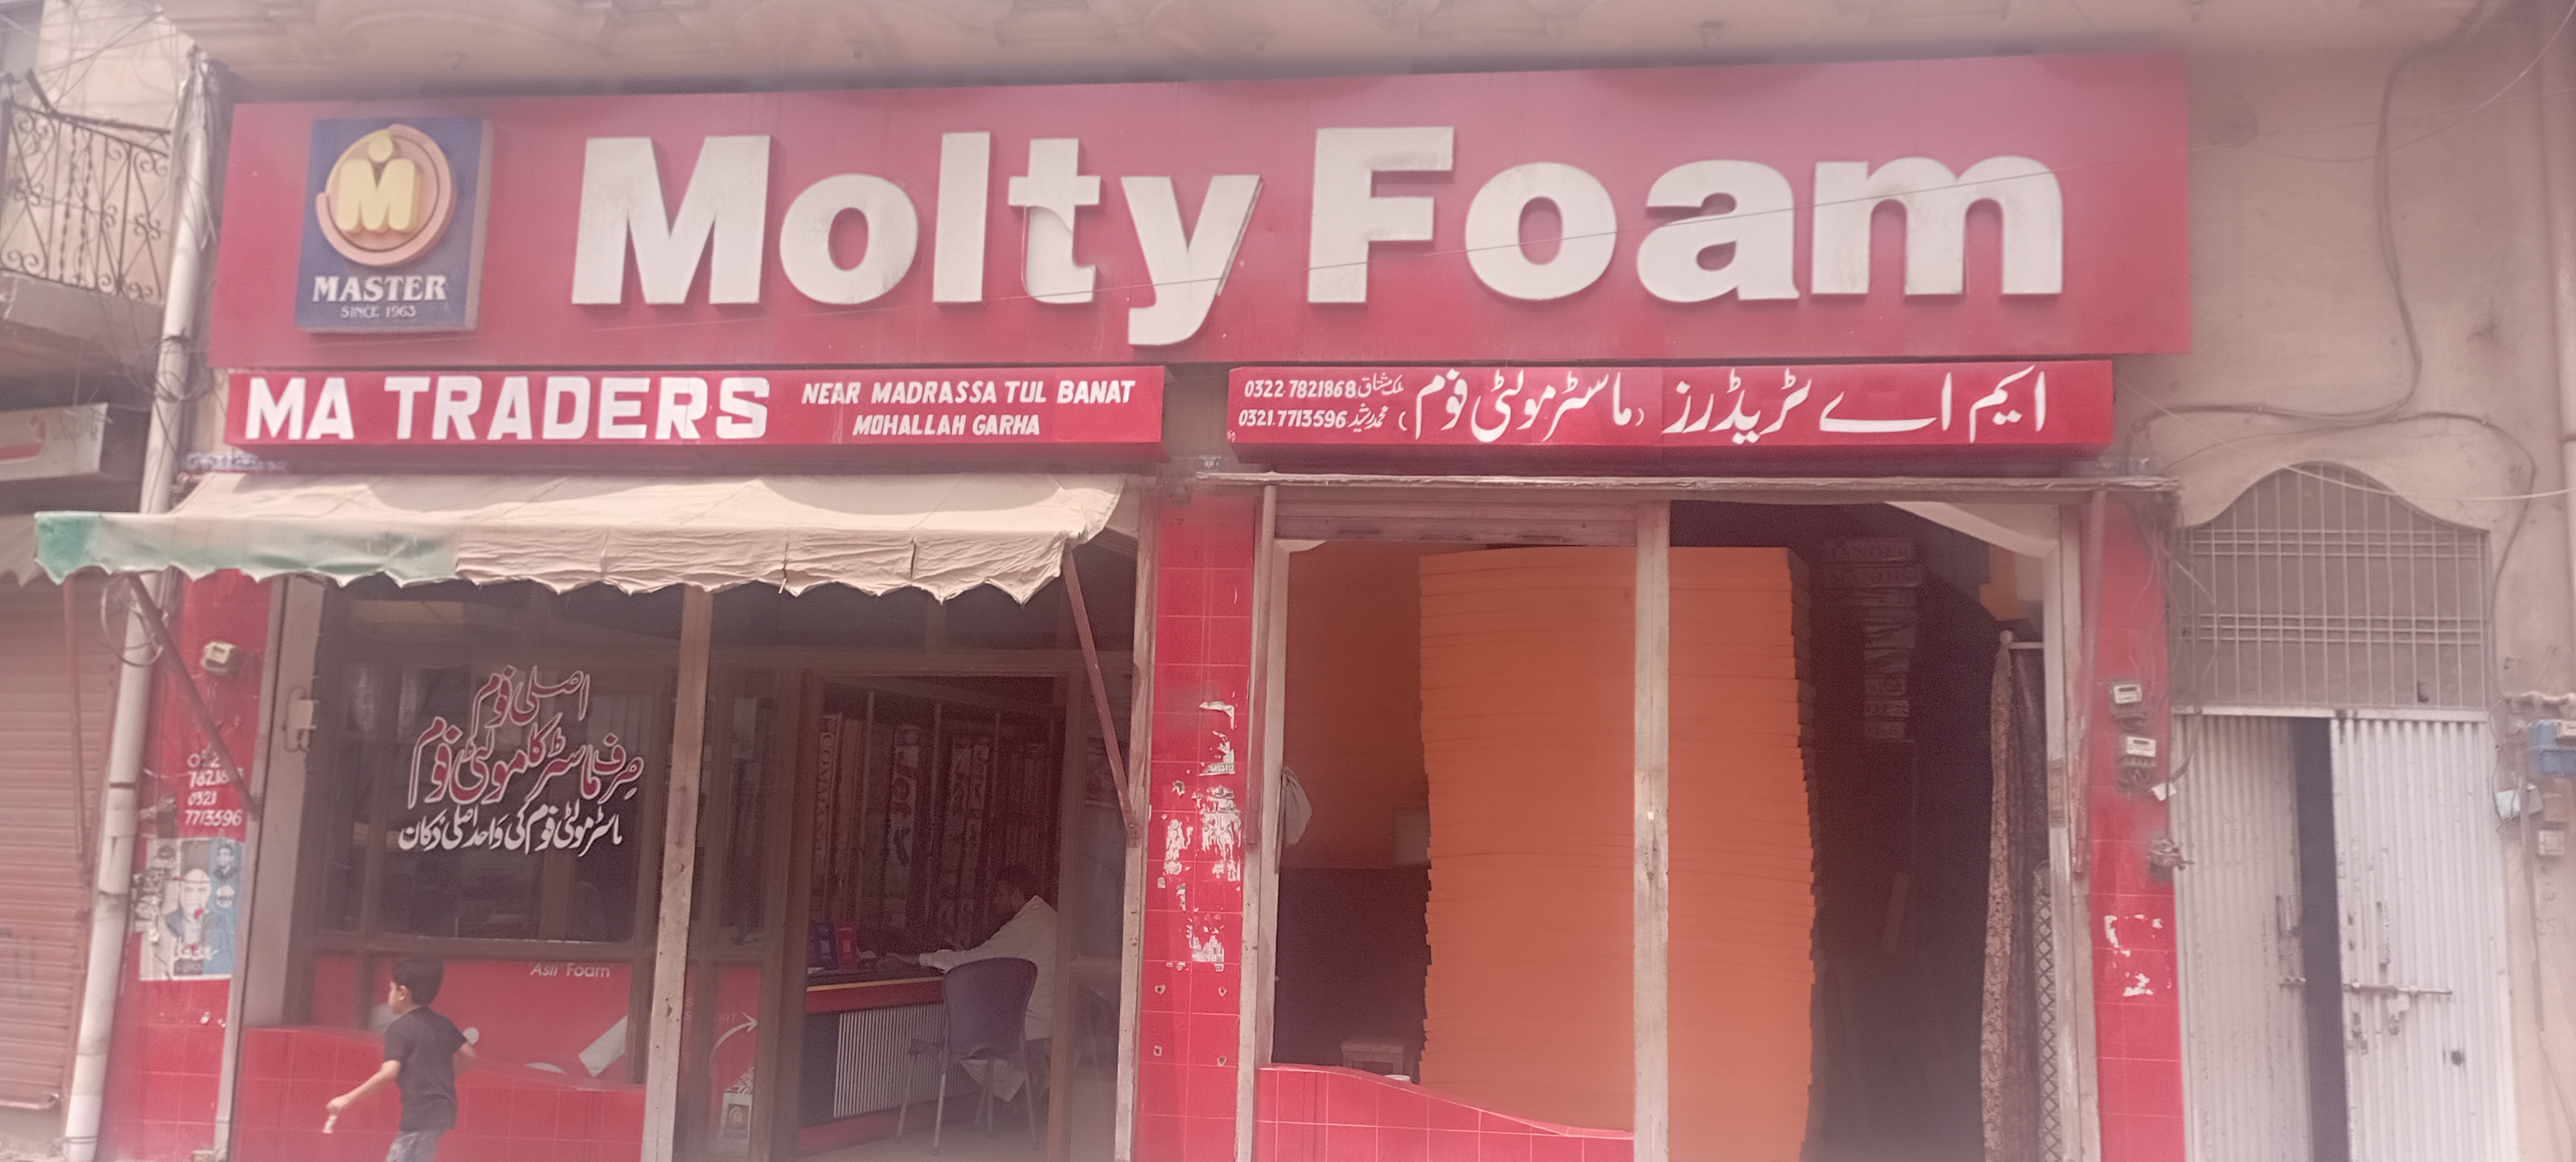 MASTER
SINCE 1963
Molty Foam
MA TRADERS
NEAR MADRASSA TUL BANAT
MOHALLAH GARHA
0322-7821868 ملک مشتاق
0321.7713596 محمد رشید
ایم اے ٹریڈرز (ماسٹر مولٹی فوم)
اصلی فوم
صرف ماسٹر کا مولٹی فوم
ماسٹر مولٹی فوم کی واحد اصلی دکان
0321
7713596
Asli Foam